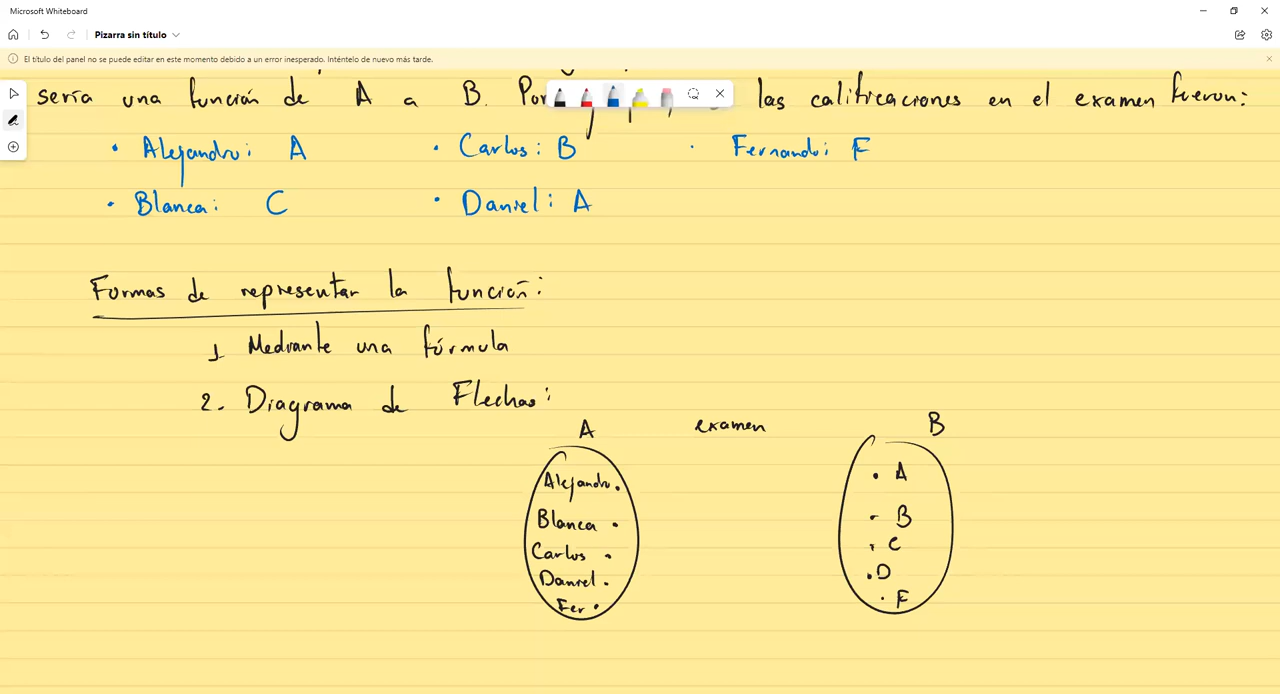 Microsoft Whiteboard
Pizarra sin título
El título del panel no se puede editar en este momento debido a un error inesperado. Inténtelo de nuevo más tarde.
sería una función de A a B. Por las calificaciones en el examen fueron:
• Alejandro: A • Carlos: B • Fernando: F
• Blanca: C • Daniel: A
Formas de representar la función:
1. Mediante una fórmula
2. Diagrama de Flechas:
A examen B
Alejandro. • A
Blanca • • B
Carlos • • C
Daniel. • D
Fer • • F